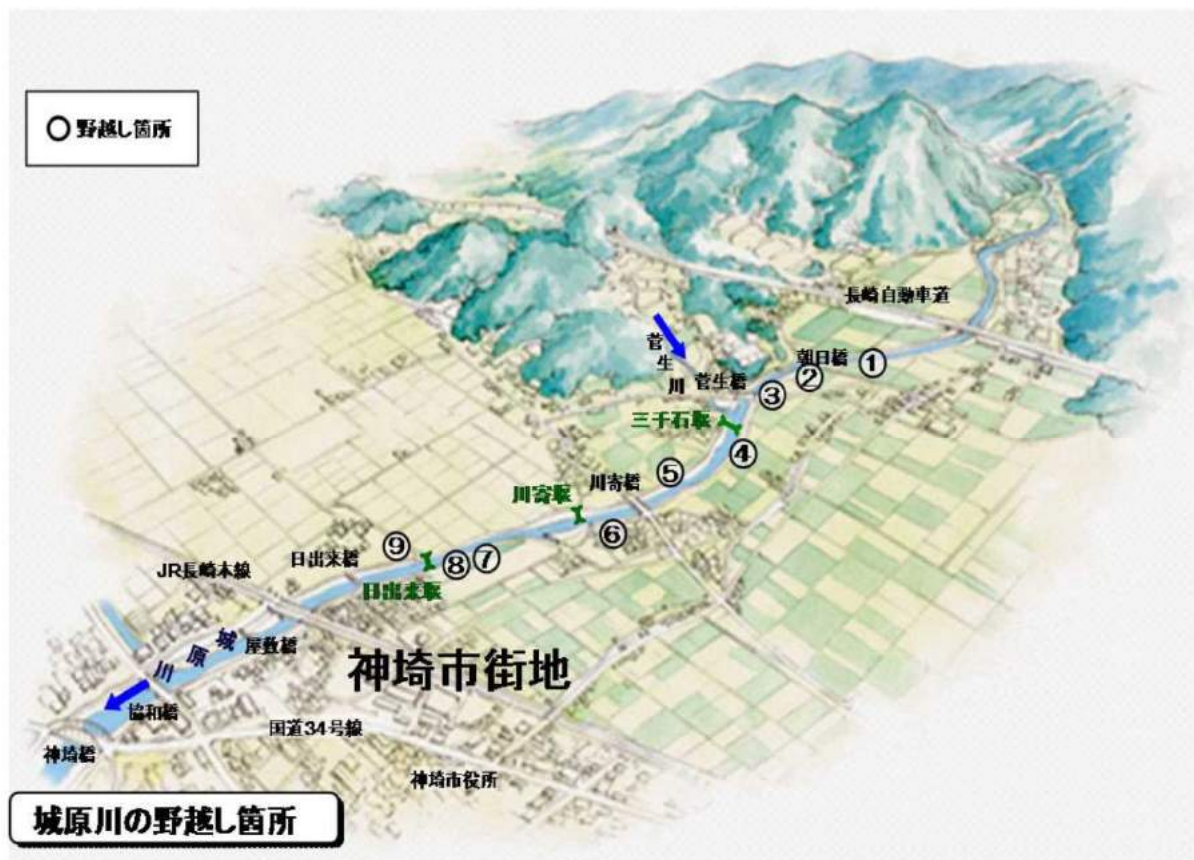 ○野越し箇所
長崎自動車道
朝日橋
①
②
③
菅生川
菅生橋
三千石堰
④
⑤
川寄橋
川寄堰
⑥
⑦
⑧
⑨
日出来橋
日出来堰
JR長崎本線
城原川
屋敷橋
神埼市街地
協和橋
国道34号線
神埼橋
神埼市役所
城原川の野越し箇所